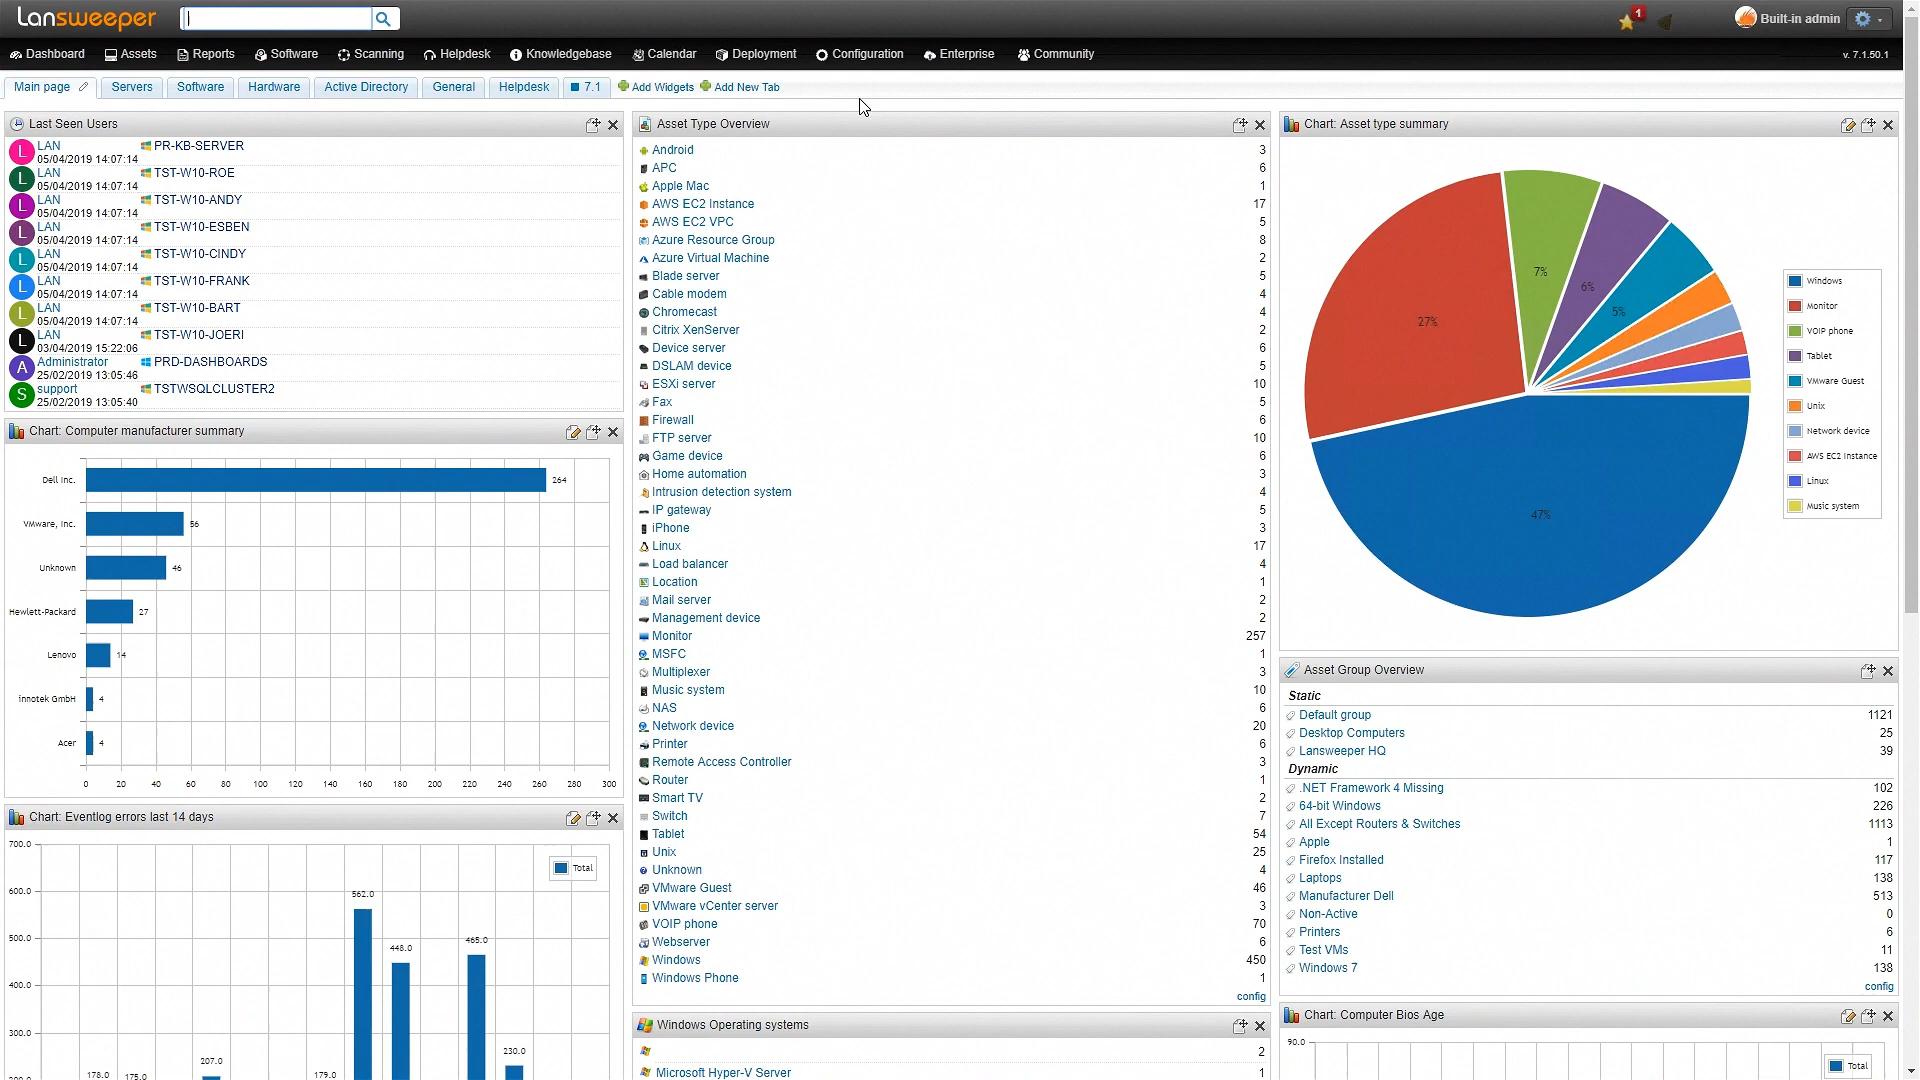 Lansweeper
1
Built-in admin
Dashboard Assets Reports Software Scanning Helpdesk Knowledgebase Calendar Deployment Configuration Enterprise Community
v. 7.1.50.1
Main page Servers Software Hardware Active Directory General Helpdesk 7.1 Add Widgets Add New Tab
Last Seen Users
L LAN PR-KB-SERVER
05/04/2019 14:07:14
L LAN TST-W10-ROE
05/04/2019 14:07:14
L LAN TST-W10-ANDY
05/04/2019 14:07:14
L LAN TST-W10-ESBEN
05/04/2019 14:07:14
L LAN TST-W10-CINDY
05/04/2019 14:07:14
L LAN TST-W10-FRANK
05/04/2019 14:07:14
L LAN TST-W10-BART
05/04/2019 14:07:14
L LAN TST-W10-JOERI
03/04/2019 15:22:06
A Administrator PRD-DASHBOARDS
25/02/2019 13:05:46
S support TSTWSQLCLUSTER2
25/02/2019 13:05:40
Chart: Computer manufacturer summary
Dell Inc. 264
VMware, Inc. 56
Unknown 46
Hewlett-Packard 27
Lenovo 14
innotek GmbH 4
Acer 4
0 20 40 60 80 100 120 140 160 180 200 220 240 260 280 300
Chart: Eventlog errors last 14 days
700.0
Total
600.0
562.0
500.0
448.0
465.0
400.0
300.0
207.0
230.0
178.0 175.0 179.0
200.0
Asset Type Overview
Android 3
APC 6
Apple Mac 1
AWS EC2 Instance 17
AWS EC2 VPC 5
Azure Resource Group 8
Azure Virtual Machine 2
Blade server 5
Cable modem 4
Chromecast 4
Citrix XenServer 2
Device server 6
DSLAM device 5
ESXi server 10
Fax 5
Firewall 6
FTP server 10
Game device 6
Home automation 3
Intrusion detection system 4
IP gateway 5
iPhone 3
Linux 17
Load balancer 4
Location 1
Mail server 2
Management device 2
Monitor 257
MSFC 1
Multiplexer 3
Music system 10
NAS 6
Network device 20
Printer 6
Remote Access Controller 3
Router 1
Smart TV 2
Switch 7
Tablet 54
Unix 25
Unknown 4
VMware Guest 46
VMware vCenter server 3
VOIP phone 70
Webserver 6
Windows 450
Windows Phone 1
config
Windows Operating systems
2
Microsoft Hyper-V Server 1
Chart: Asset type summary
7%
6%
5%
27%
47%
Windows
Monitor
VOIP phone
Tablet
VMware Guest
Unix
Network device
AWS EC2 Instance
Linux
Music system
Asset Group Overview
Static
Default group 1121
Desktop Computers 25
Lansweeper HQ 39
Dynamic
.NET Framework 4 Missing 102
64-bit Windows 226
All Except Routers & Switches 1113
Apple 1
Firefox Installed 117
Laptops 138
Manufacturer Dell 513
Non-Active 0
Printers 6
Test VMs 11
Windows 7 138
config
Chart: Computer Bios Age
90.0
Total